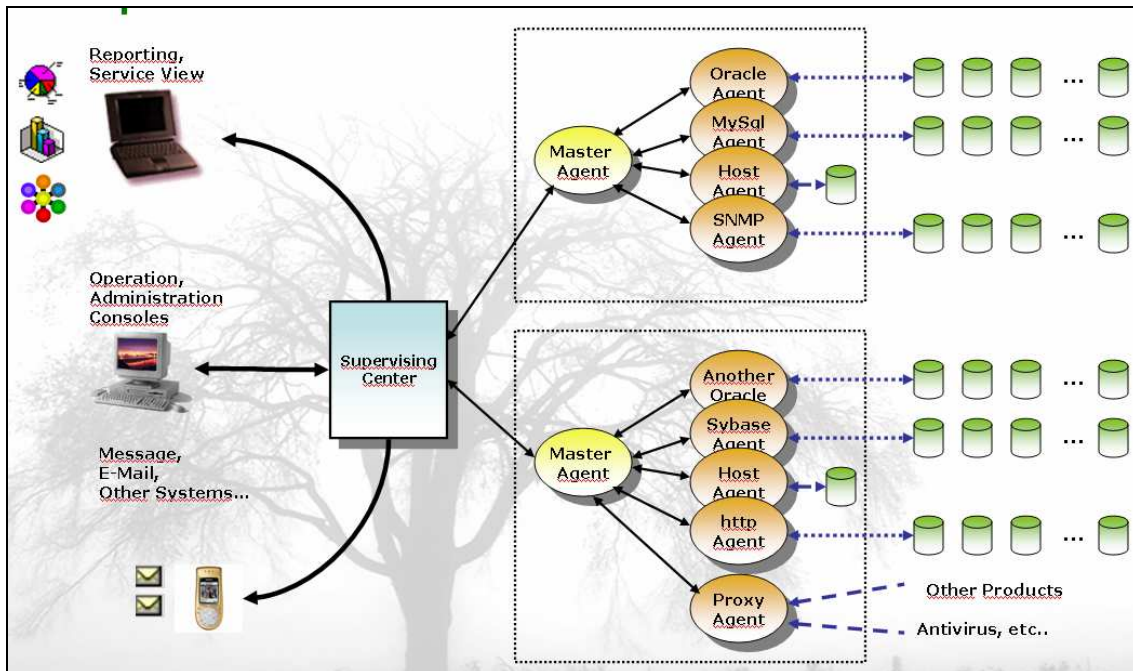 Reporting,
Service View
Operation,
Administration
Consoles
Message,
E-Mail,
Other Systems...
Supervising
Center
Master
Agent
Oracle
Agent
MySql
Agent
Host
Agent
SNMP
Agent
...
...
...
Master
Agent
Another
Oracle
Sybase
Agent
Host
Agent
http
Agent
Proxy
Agent
...
...
...
Other Products
Antivirus, etc..